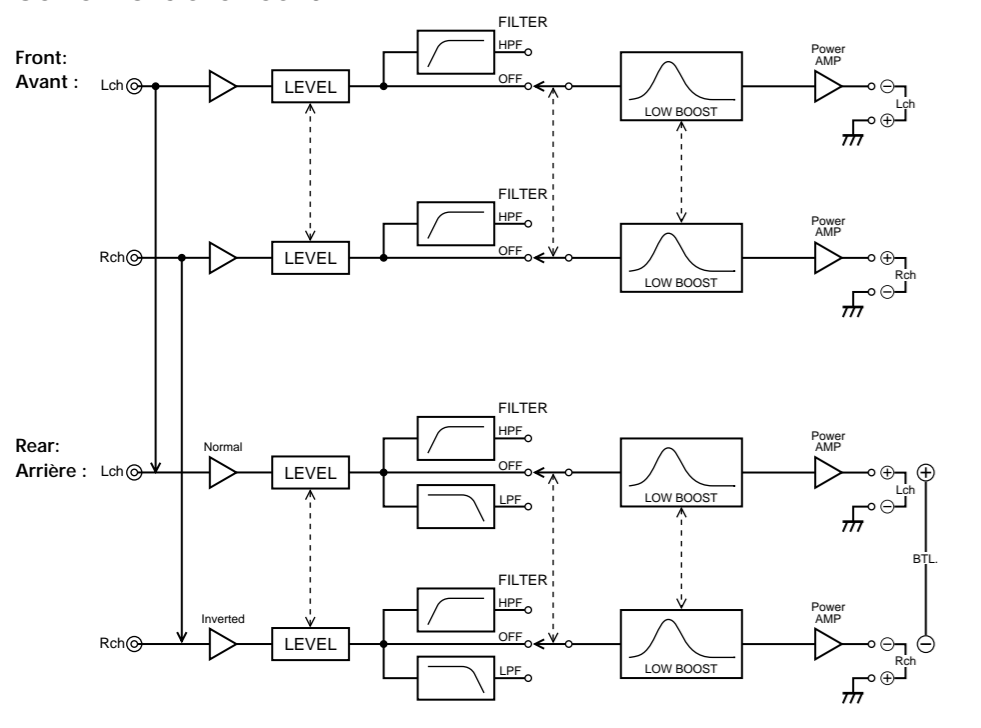 FILTER
HPF
Front:
Avant :
Lch
LEVEL
OFF
LOW BOOST
Power
AMP
⊖
Lch
⊕
FILTER
HPF
Rch
LEVEL
OFF
LOW BOOST
Power
AMP
⊕
Rch
⊖
FILTER
HPF
Rear:
Arrière :
Lch
Normal
LEVEL
OFF
LPF
LOW BOOST
Power
AMP
⊕
Lch
⊖
⊕
BTL.
⊖
FILTER
HPF
Rch
Inverted
LEVEL
OFF
LPF
LOW BOOST
Power
AMP
⊖
Rch
⊕